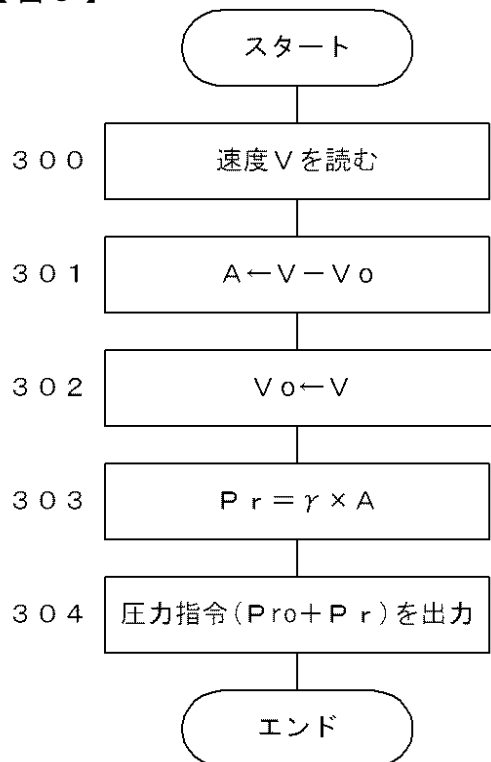 スタート
300 速度Vを読む
301 A←V−Vo
302 Vo←V
303 Pr=γ×A
304 圧力指令(Pro+Pr)を出力
エンド